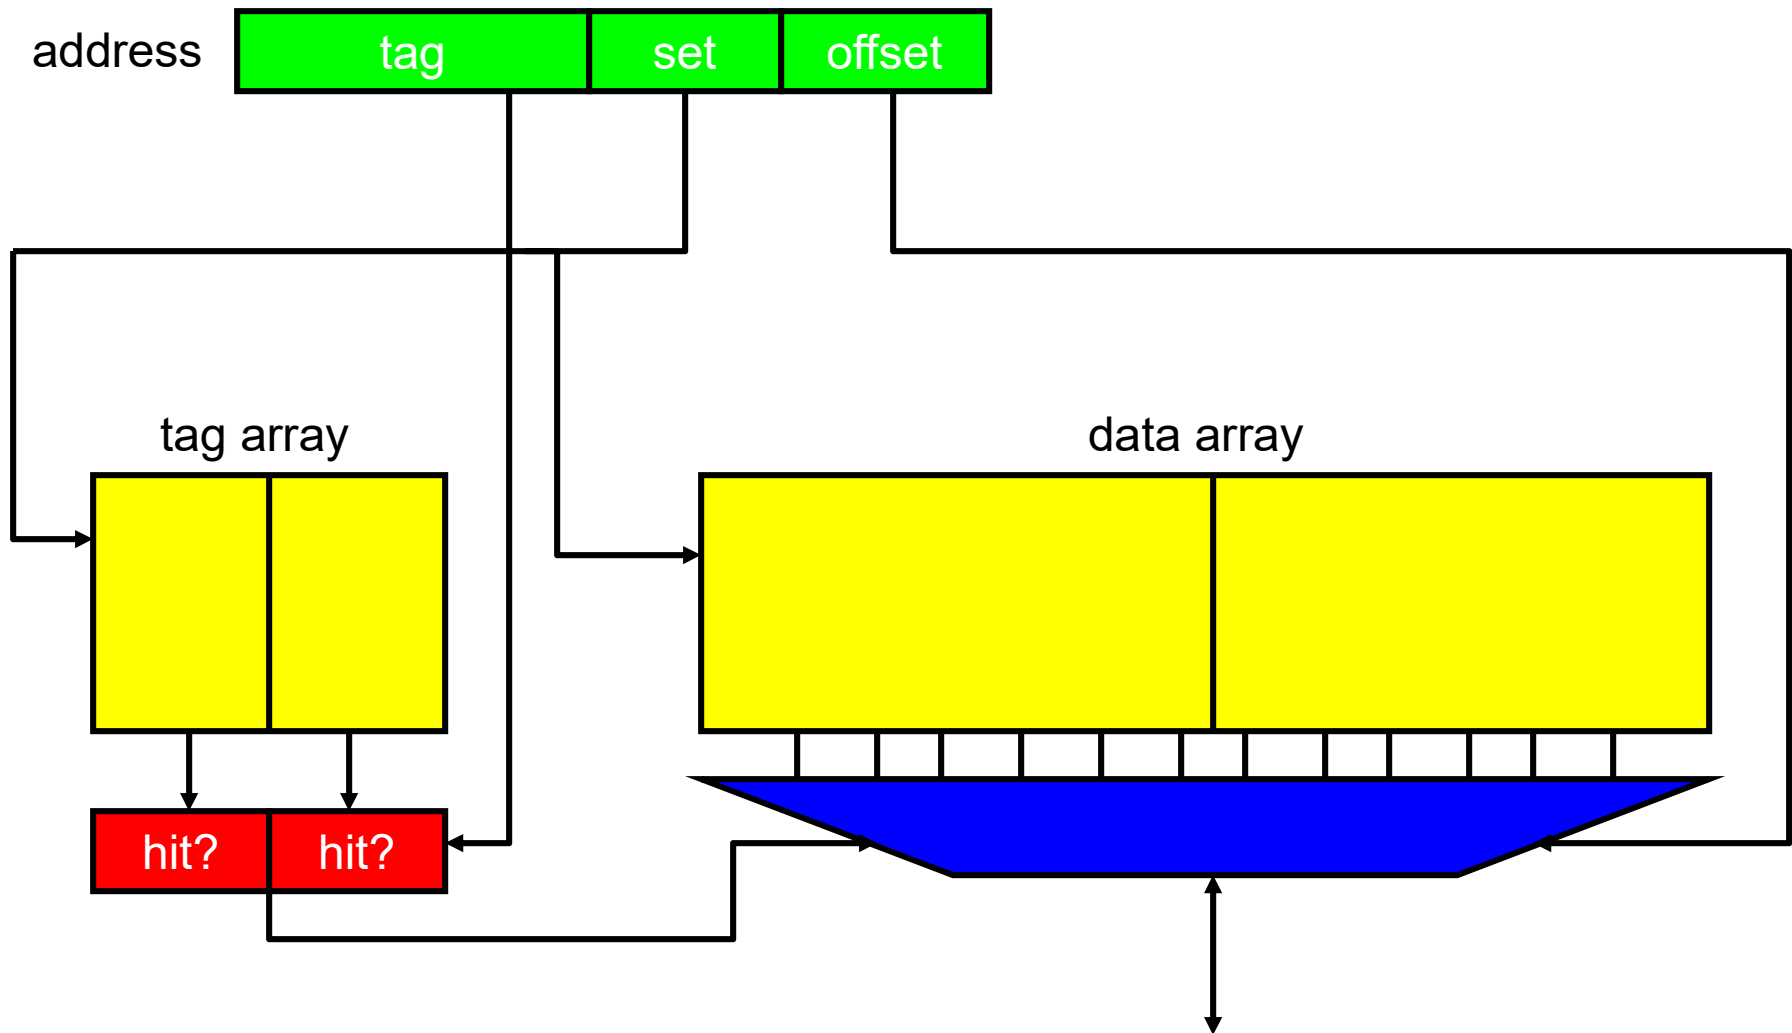 address tag set offset
tag array
data array
hit? hit?